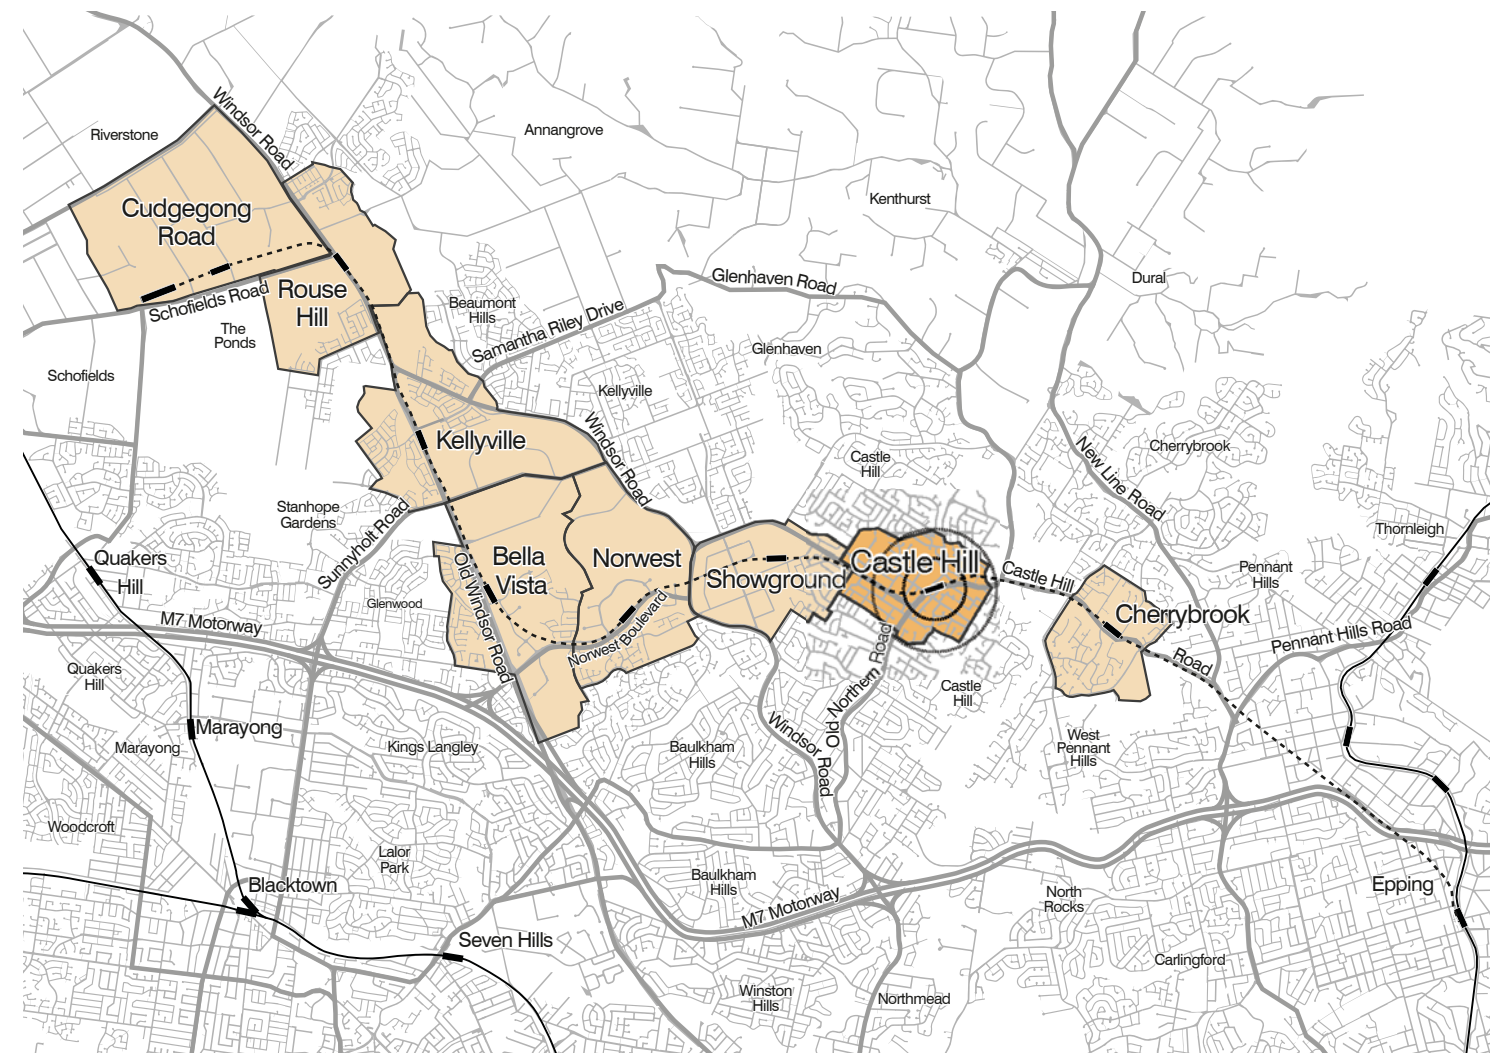 Windsor Road
Riverstone
Annangrove
Kenthurst
Cudgegong
Road
Glenhaven Road
Dural
Schofields Road
Rouse
Hill
Beaumont
Hills
Samantha Riley Drive
The
Ponds
Glenhaven
Schofields
Kellyville
Windsor Road
Kellyville
New Line Road
Cherrybrook
Castle
Hill
Stanhope
Gardens
Sunnyholt Road
Thornleigh
Quakers
Hill
Bella
Vista
Norwest
Showground
Castle Hill
Castle Hill
Pennant
Hills
Old Windsor Road
Glenwood
Norwest Boulevard
Cherrybrook
M7 Motorway
Pennant Hills Road
Road
Quakers
Hill
Old Northern Road
Castle
Hill
Marayong
Marayong
Kings Langley
Baulkham
Hills
Windsor Road
West
Pennant
Hills
Woodcroft
Lalor
Park
Blacktown
Baulkham
Hills
M7 Motorway
North
Rocks
Epping
Seven Hills
Carlingford
Winston
Hills
Northmead